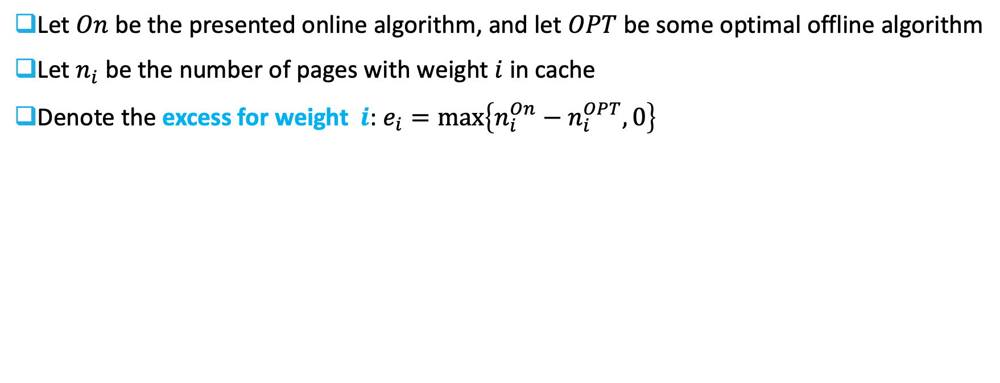 ❑Let 𝑂𝑛 be the presented online algorithm, and let 𝑂𝑃𝑇 be some optimal offline algorithm
❑Let 𝑛ᵢ be the number of pages with weight 𝑖 in cache
❑Denote the excess for weight 𝑖: $e_i = \max\{n_i^{On} - n_i^{OPT}, 0\}$